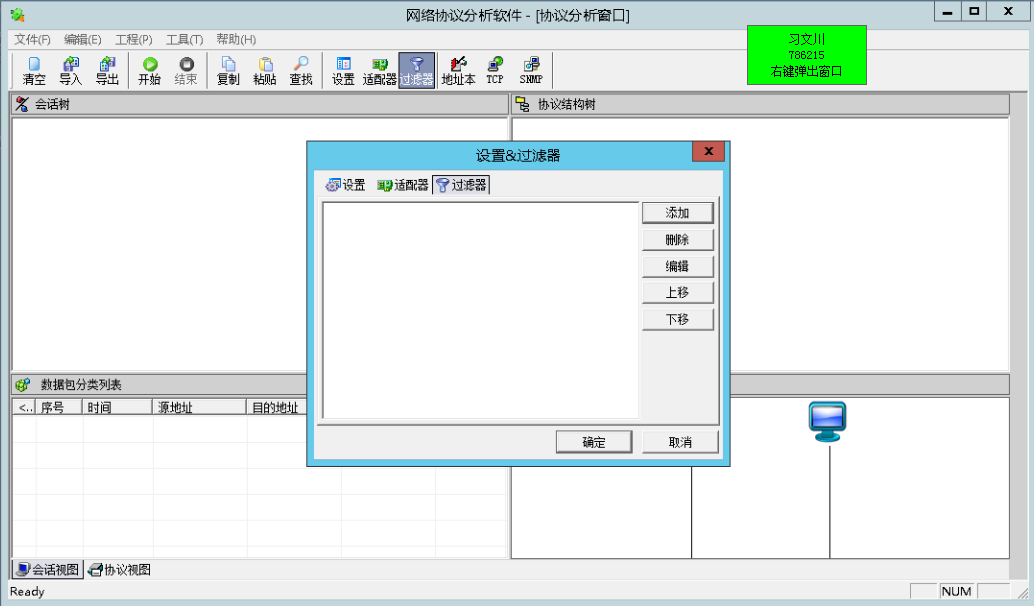 网络协议分析软件 - [协议分析窗口]
文件(F) 编辑(E) 工程(P) 工具(T) 帮助(H)
习文川
786215
右键弹出窗口
清空 导入 导出 开始 结束 复制 粘贴 查找 设置 适配器 过滤器 地址本 TCP SNMP
会话树
协议结构树
设置&过滤器
设置 适配器 过滤器
添加
删除
编辑
上移
下移
确定 取消
数据包分类列表
<.. 序号 时间 源地址 目的地址
会话视图 协议视图
Ready
NUM